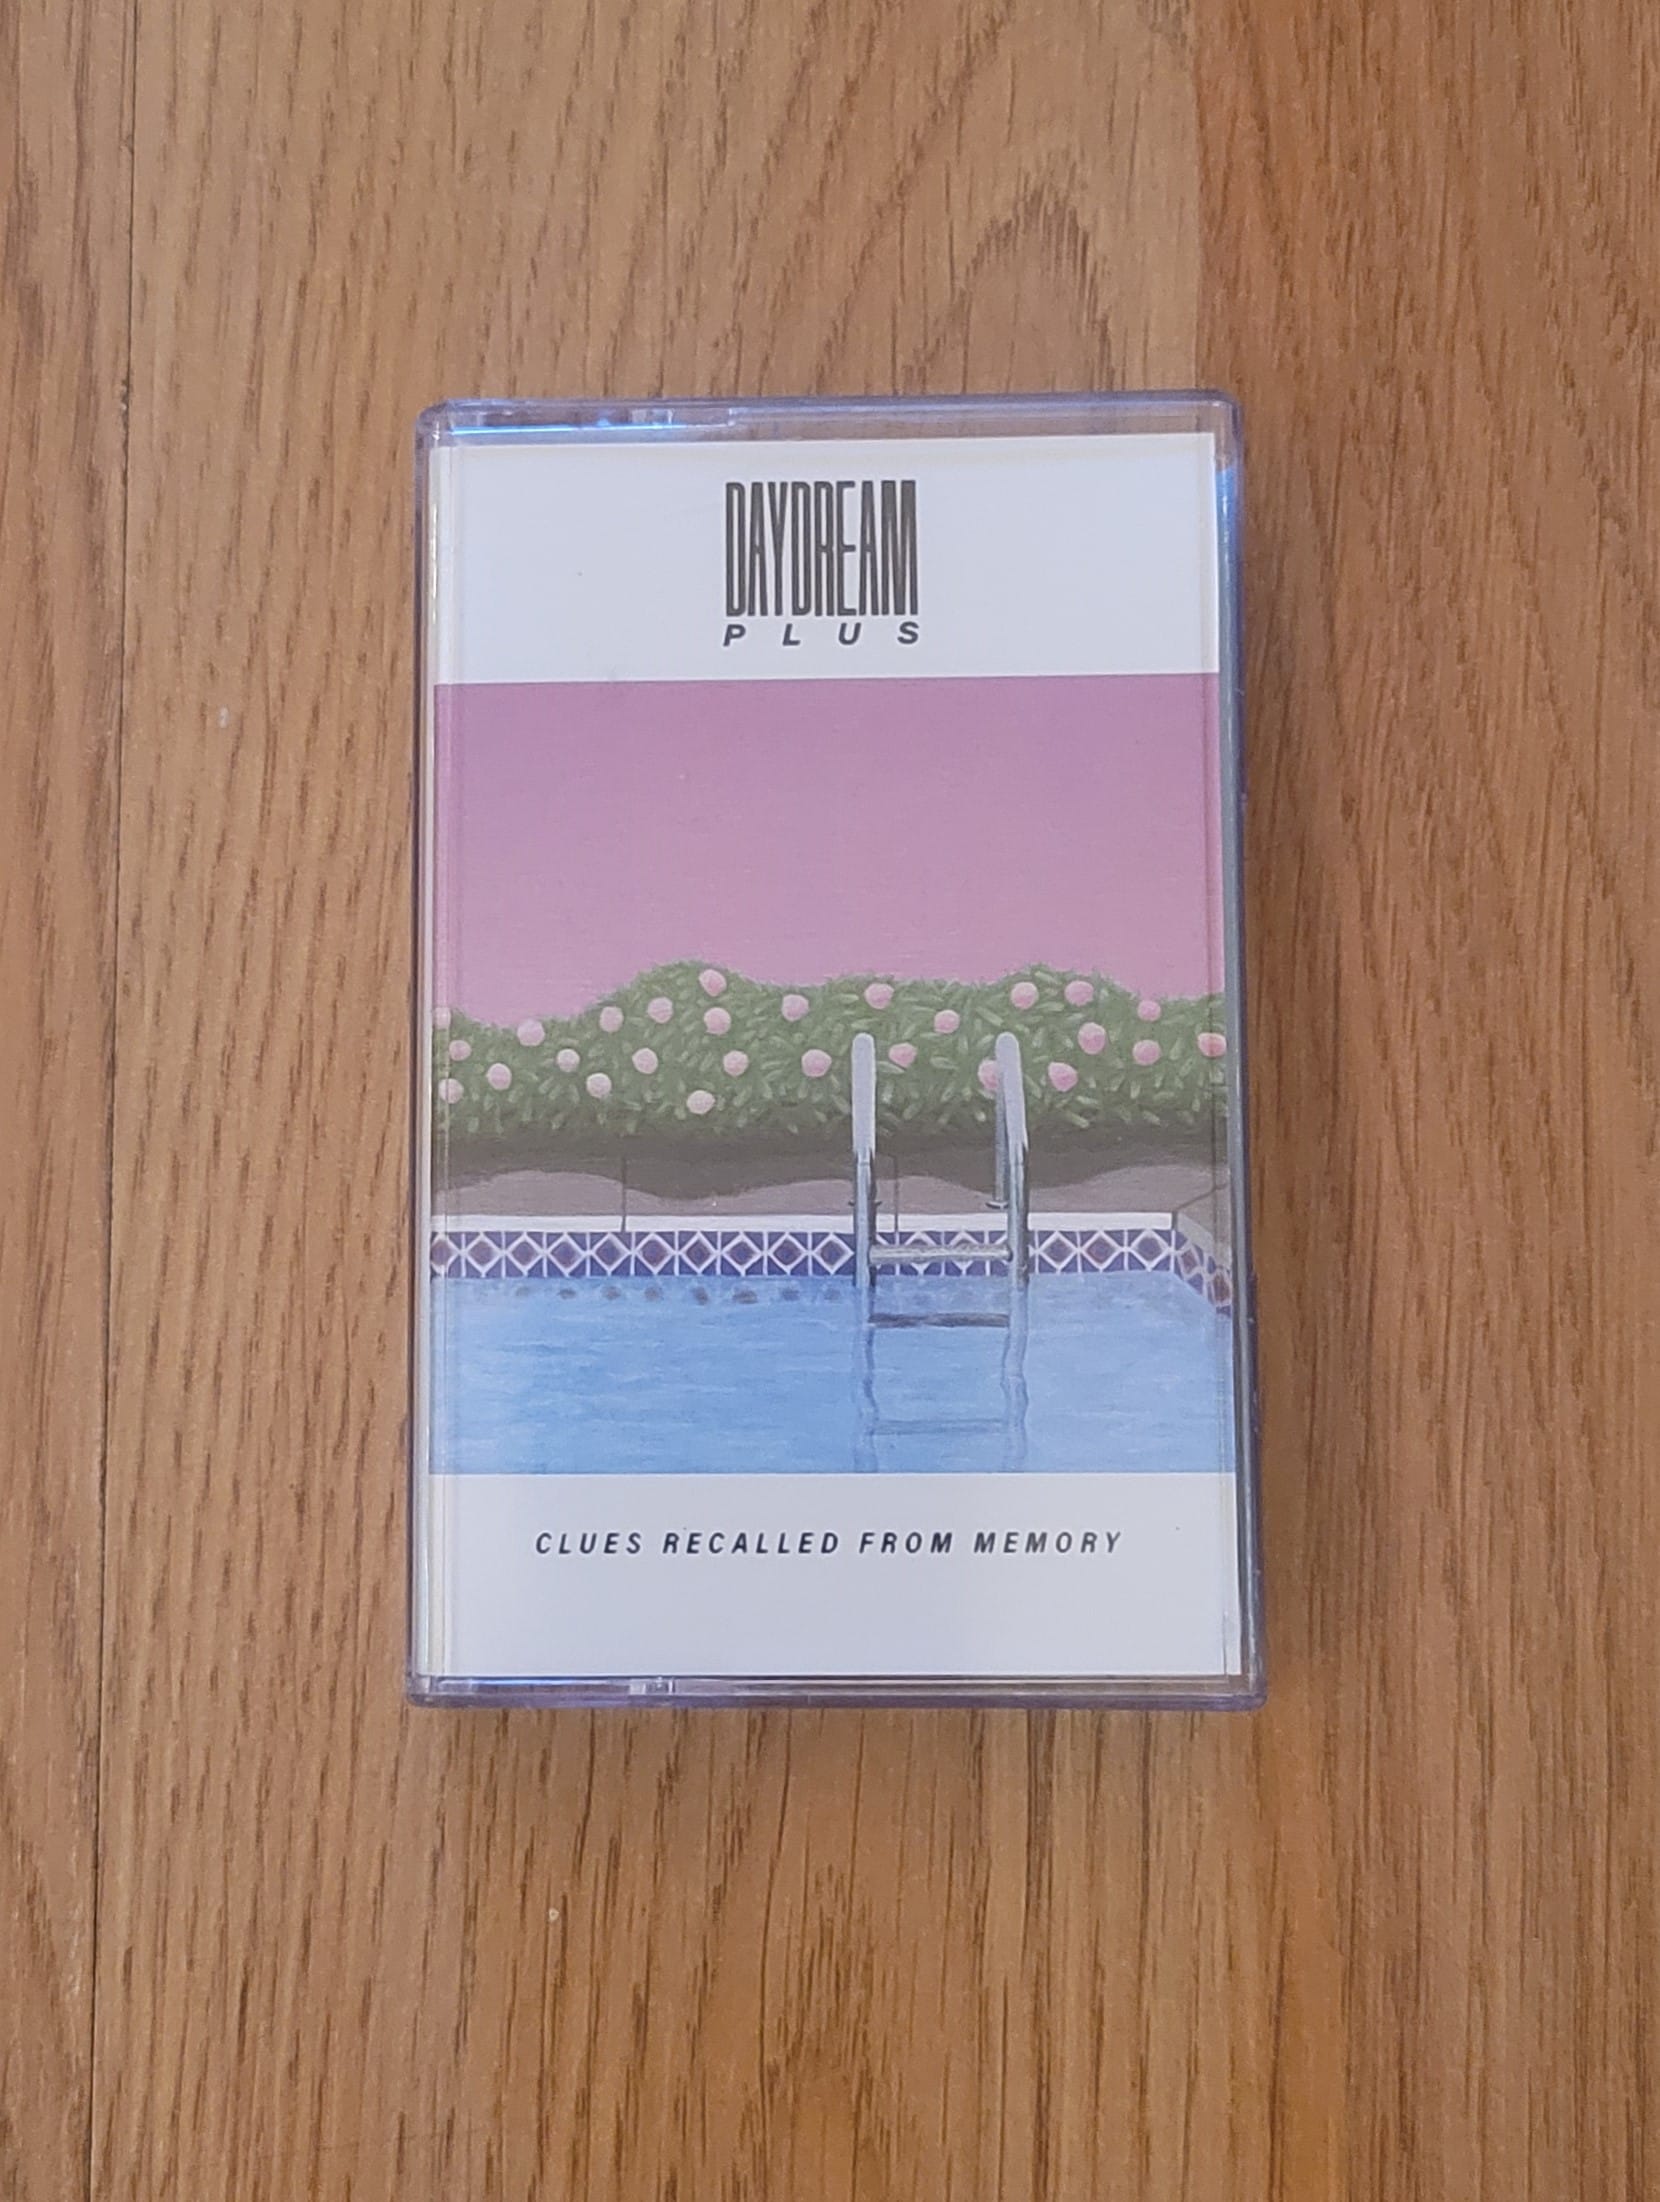 DAYDREAM
PLUS
CLUES RECALLED FROM MEMORY